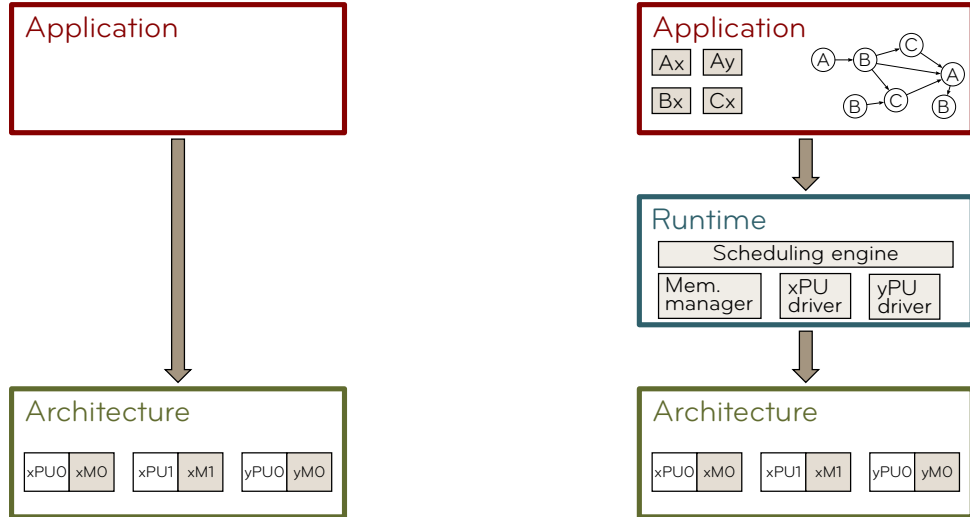 Application
Architecture
xPU0 xM0 xPU1 xM1 yPU0 yM0
Application
Ax Ay
Bx Cx
A B C A
B C B
Runtime
Scheduling engine
Mem.
manager
xPU
driver
yPU
driver
Architecture
xPU0 xM0 xPU1 xM1 yPU0 yM0